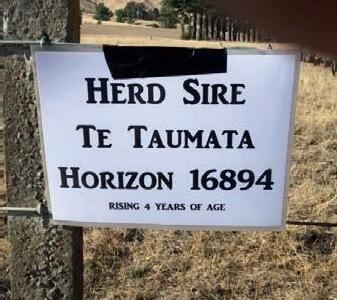 HERD SIRE
TE TAUMATA
HORIZON 16894
RISING 4 YEARS OF AGE